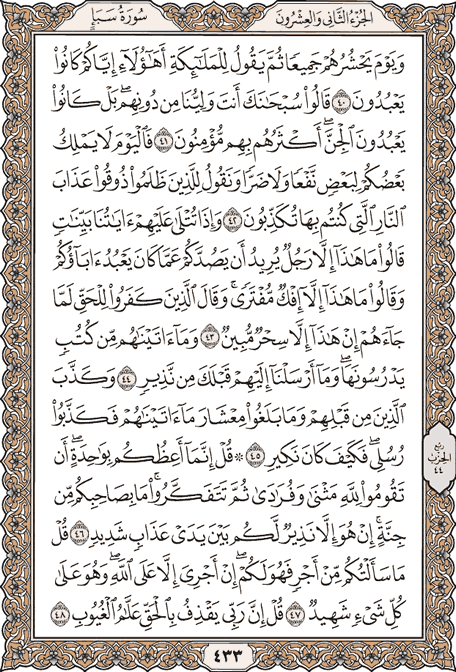 الجزء الثاني والعشرون
سورة سبإ
وَيَوْمَ يَحْشُرُهُمْ جَمِيعًا ثُمَّ يَقُولُ لِلْمَلَٰٓئِكَةِ أَهَٰٓؤُلَآءِ إِيَّاكُمْ كَانُوا۟
يَعْبُدُونَ ٤٠ قَالُوا۟ سُبْحَٰنَكَ أَنتَ وَلِيُّنَا مِن دُونِهِم ۖ بَلْ كَانُوا۟
يَعْبُدُونَ ٱلْجِنَّ ۖ أَكْثَرُهُم بِهِم مُّؤْمِنُونَ ٤١ فَٱلْيَوْمَ لَا يَمْلِكُ
بَعْضُكُمْ لِبَعْضٍ نَّفْعًا وَلَا ضَرًّا وَنَقُولُ لِلَّذِينَ ظَلَمُوا۟ ذُوقُوا۟ عَذَابَ
ٱلنَّارِ ٱلَّتِى كُنتُم بِهَا تُكَذِّبُونَ ٤٢ وَإِذَا تُتْلَىٰ عَلَيْهِمْ ءَايَٰتُنَا بَيِّنَٰتٍ
قَالُوا۟ مَا هَٰذَآ إِلَّا رَجُلٌ يُرِيدُ أَن يَصُدَّكُمْ عَمَّا كَانَ يَعْبُدُ ءَابَآؤُكُمْ
وَقَالُوا۟ مَا هَٰذَآ إِلَّآ إِفْكٌ مُّفْتَرًى ۚ وَقَالَ ٱلَّذِينَ كَفَرُوا۟ لِلْحَقِّ لَمَّا
جَآءَهُمْ إِنْ هَٰذَآ إِلَّا سِحْرٌ مُّبِينٌ ٤٣ وَمَآ ءَاتَيْنَٰهُم مِّن كُتُبٍ
يَدْرُسُونَهَا ۖ وَمَآ أَرْسَلْنَآ إِلَيْهِمْ قَبْلَكَ مِن نَّذِيرٍ ٤٤ وَكَذَّبَ
ٱلَّذِينَ مِن قَبْلِهِمْ وَمَا بَلَغُوا۟ مِعْشَارَ مَآ ءَاتَيْنَٰهُمْ فَكَذَّبُوا۟
رُسُلِى ۖ فَكَيْفَ كَانَ نَكِيرِ ٤٥ ۞ قُلْ إِنَّمَآ أَعِظُكُم بِوَٰحِدَةٍ ۖ أَن
تَقُومُوا۟ لِلَّهِ مَثْنَىٰ وَفُرَٰدَىٰ ثُمَّ تَتَفَكَّرُوا۟ ۚ مَا بِصَاحِبِكُم مِّن
جِنَّةٍ ۚ إِنْ هُوَ إِلَّا نَذِيرٌ لَّكُم بَيْنَ يَدَىْ عَذَابٍ شَدِيدٍ ٤٦ قُلْ
مَا سَأَلْتُكُم مِّنْ أَجْرٍ فَهُوَ لَكُمْ ۖ إِنْ أَجْرِىَ إِلَّا عَلَى ٱللَّهِ ۖ وَهُوَ عَلَىٰ
كُلِّ شَىْءٍ شَهِيدٌ ٤٧ قُلْ إِنَّ رَبِّى يَقْذِفُ بِٱلْحَقِّ عَلَّٰمُ ٱلْغُيُوبِ ٤٨
ربع
الحزب
٤٤
٤٣٣